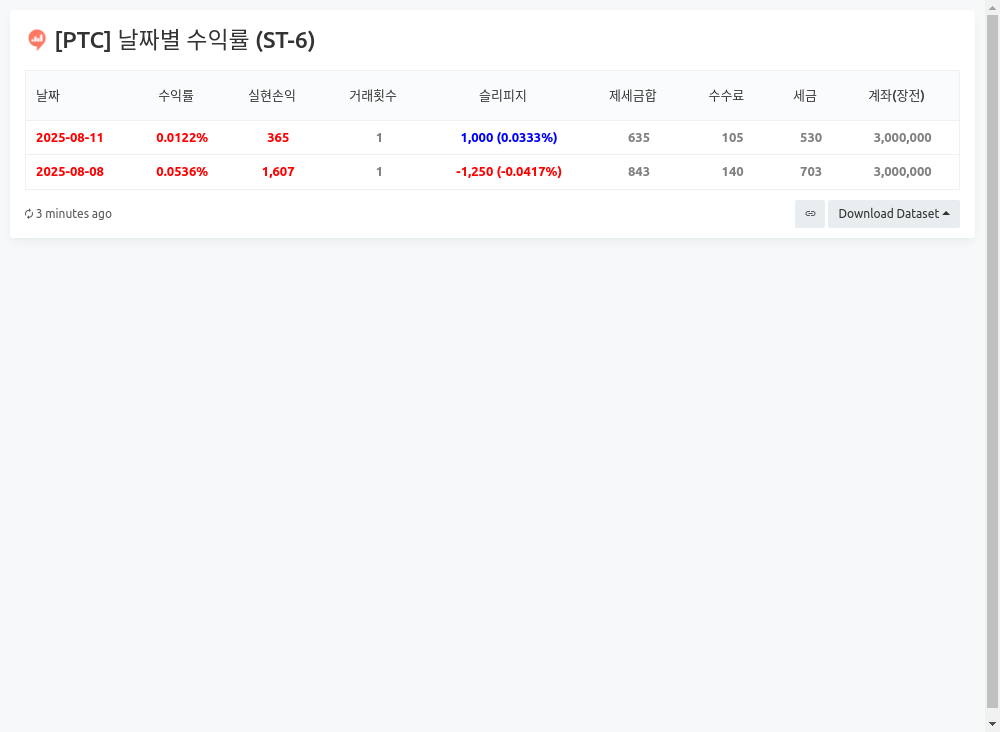 [PTC] 날짜별 수익률 (ST-6)
날짜 수익률 실현손익 거래횟수 슬리피지 제세금합 수수료 세금 계좌(장전)
2025-08-11 0.0122% 365 1 1,000 (0.0333%) 635 105 530 3,000,000
2025-08-08 0.0536% 1,607 1 -1,250 (-0.0417%) 843 140 703 3,000,000
3 minutes ago Download Dataset